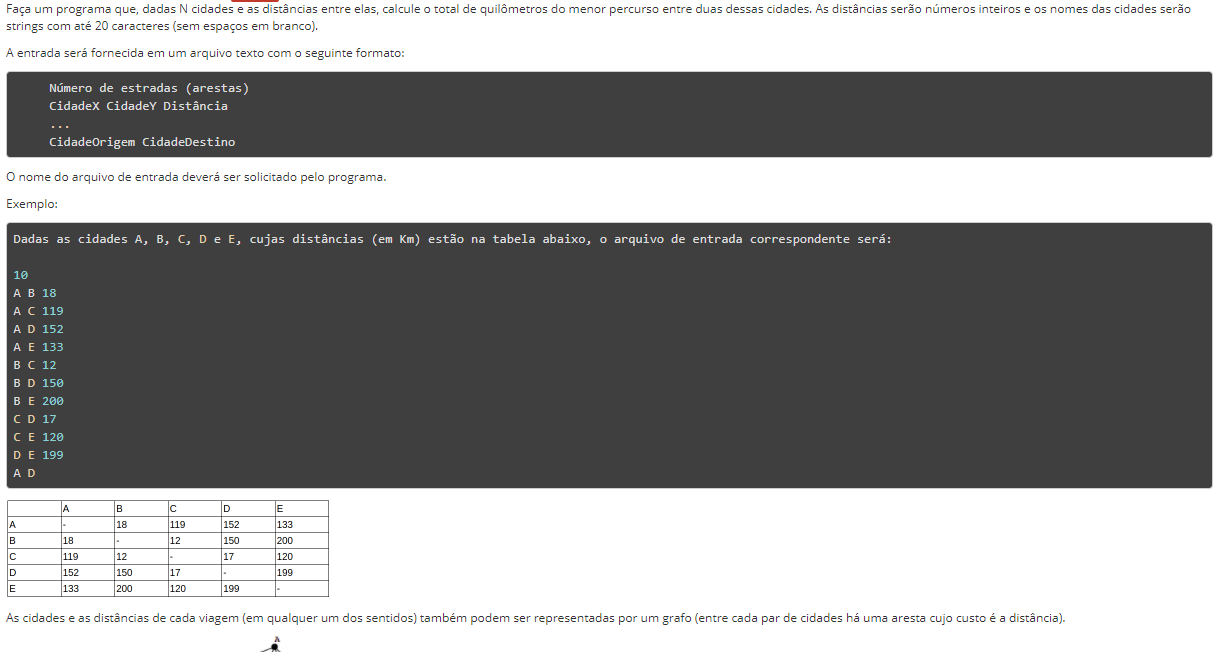 Faça um programa que, dadas N cidades e as distâncias entre elas, calcule o total de quilômetros do menor percurso entre duas dessas cidades. As distâncias serão números inteiros e os nomes das cidades serão
strings com até 20 caracteres (sem espaços em branco).
A entrada será fornecida em um arquivo texto com o seguinte formato:
Número de estradas (arestas)
CidadeX CidadeY Distância
...
CidadeOrigem CidadeDestino
O nome do arquivo de entrada deverá ser solicitado pelo programa.
Exemplo:
Dadas as cidades A, B, C, D e E, cujas distâncias (em Km) estão na tabela abaixo, o arquivo de entrada correspondente será:
10
A B 18
A C 119
A D 152
A E 133
B C 12
B D 150
B E 200
C D 17
C E 120
D E 199
A D
A B C D E
A - 18 119 152 133
B 18 - 12 150 200
C 119 12 - 17 120
D 152 150 17 - 199
E 133 200 120 199 -
As cidades e as distâncias de cada viagem (em qualquer um dos sentidos) também podem ser representadas por um grafo (entre cada par de cidades há uma aresta cujo custo é a distância).
A